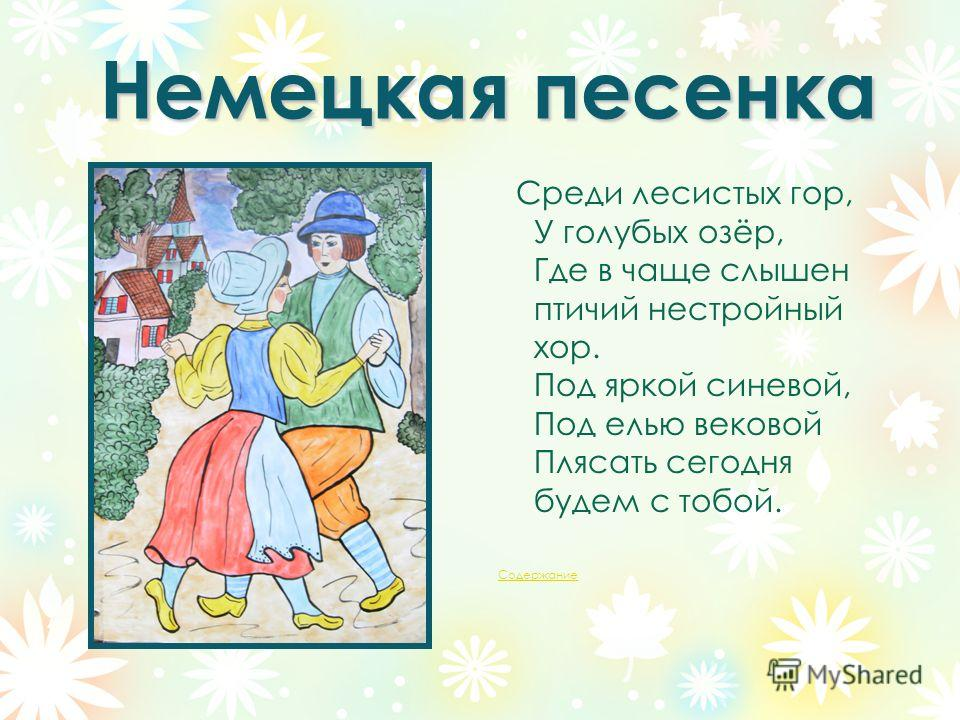 Немецкая песенка
Среди лесистых гор,
У голубых озёр,
Где в чаще слышен
птичий нестройный
хор.
Под яркой синевой,
Под елью вековой
Плясать сегодня
будем с тобой.
Содержание
MyShared